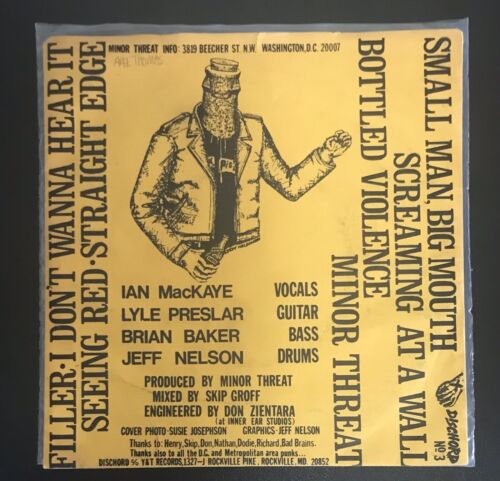 MINOR THREAT INFO: 3819 BEECHER ST. N.W. WASHINGTON, D.C. 20007
FILLER·I DON'T WANNA HEAR IT
SEEING RED·STRAIGHT EDGE
IAN MacKAYE VOCALS
LYLE PRESLAR GUITAR
BRIAN BAKER BASS
JEFF NELSON DRUMS
PRODUCED BY MINOR THREAT
MIXED BY SKIP GROFF
ENGINEERED BY DON ZIENTARA
(at INNER EAR STUDIOS)
COVER PHOTO-SUSIE JOSEPHSON GRAPHICS-JEFF NELSON
Thanks to: Henry, Skip, Don, Nathan, Dodie, Richard, Bad Brains.
Thanks also to all the D.C. and Metropolitan area punks...
DISCHORD % YAT RECORDS, 1327-J ROCKVILLE PIKE, ROCKVILLE, MD. 20852
SMALL MAN, BIG MOUTH
SCREAMING AT A WALL
BOTTLED VIOLENCE
MINOR THREAT
DISCHORD
Nº 3